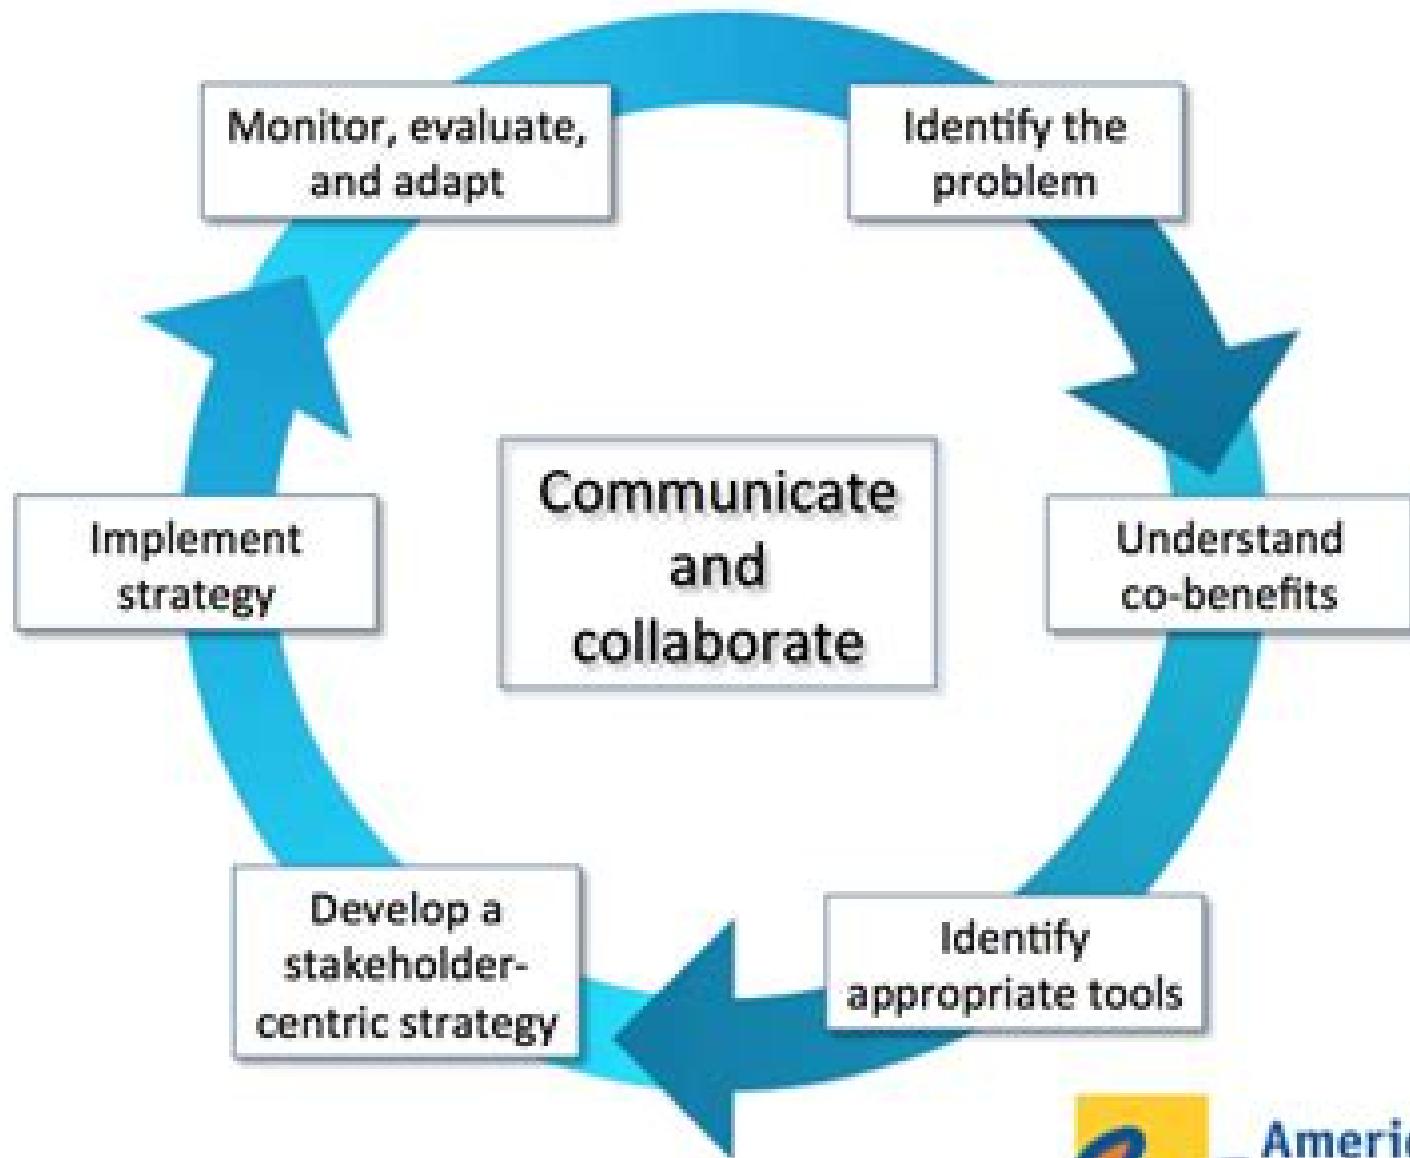 Monitor, evaluate,
and adapt
Identify the
problem
Communicate
and
collaborate
Implement
strategy
Understand
co-benefits
Develop a
stakeholder-
centric strategy
Identify
appropriate tools